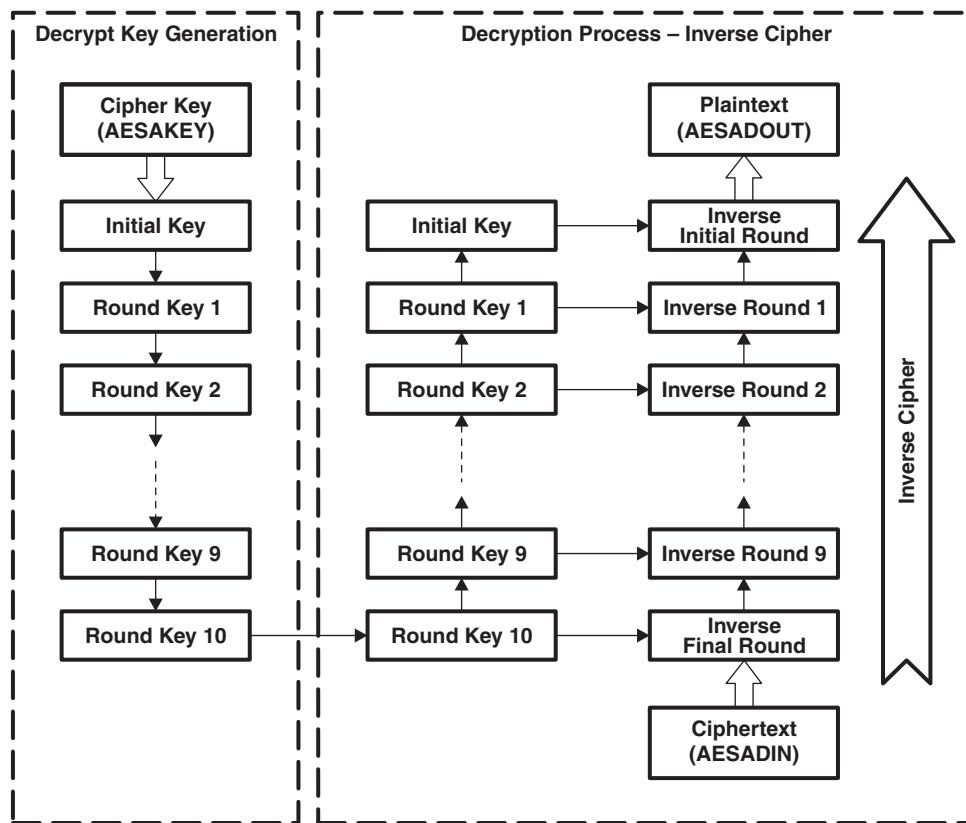 Decrypt Key Generation
Cipher Key
(AESAKEY)
Initial Key
Round Key 1
Round Key 2
Round Key 9
Round Key 10
Decryption Process – Inverse Cipher
Plaintext
(AESADOUT)
Initial Key
Inverse
Initial Round
Round Key 1
Inverse Round 1
Round Key 2
Inverse Round 2
Round Key 9
Inverse Round 9
Round Key 10
Inverse
Final Round
Ciphertext
(AESADIN)
Inverse Cipher